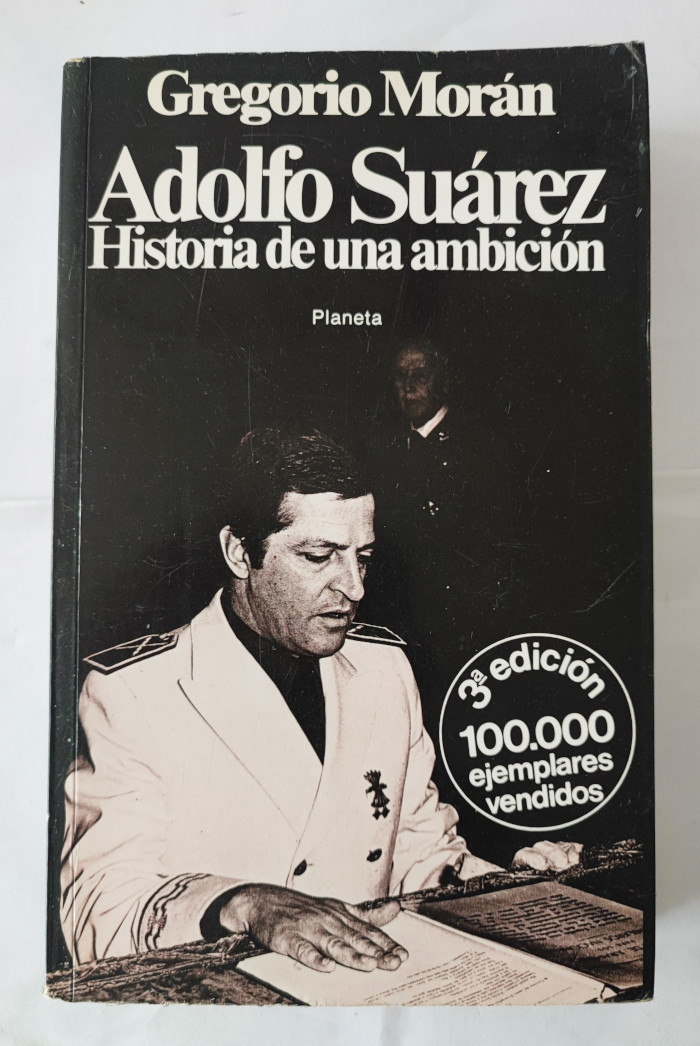 Gregorio Morán
Adolfo Suárez
Historia de una ambición
Planeta
3ª edición
100.000
ejemplares
vendidos